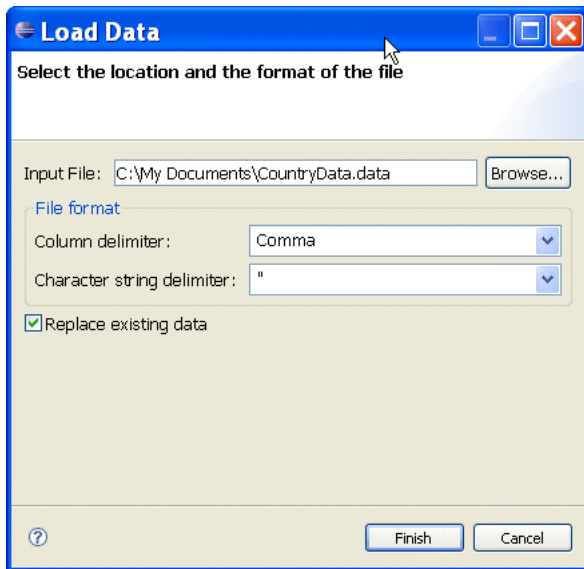 Load Data
Select the location and the format of the file
Input File: C:\My Documents\CountryData.data Browse...
File format
Column delimiter: Comma
Character string delimiter: "
Replace existing data
? Finish Cancel